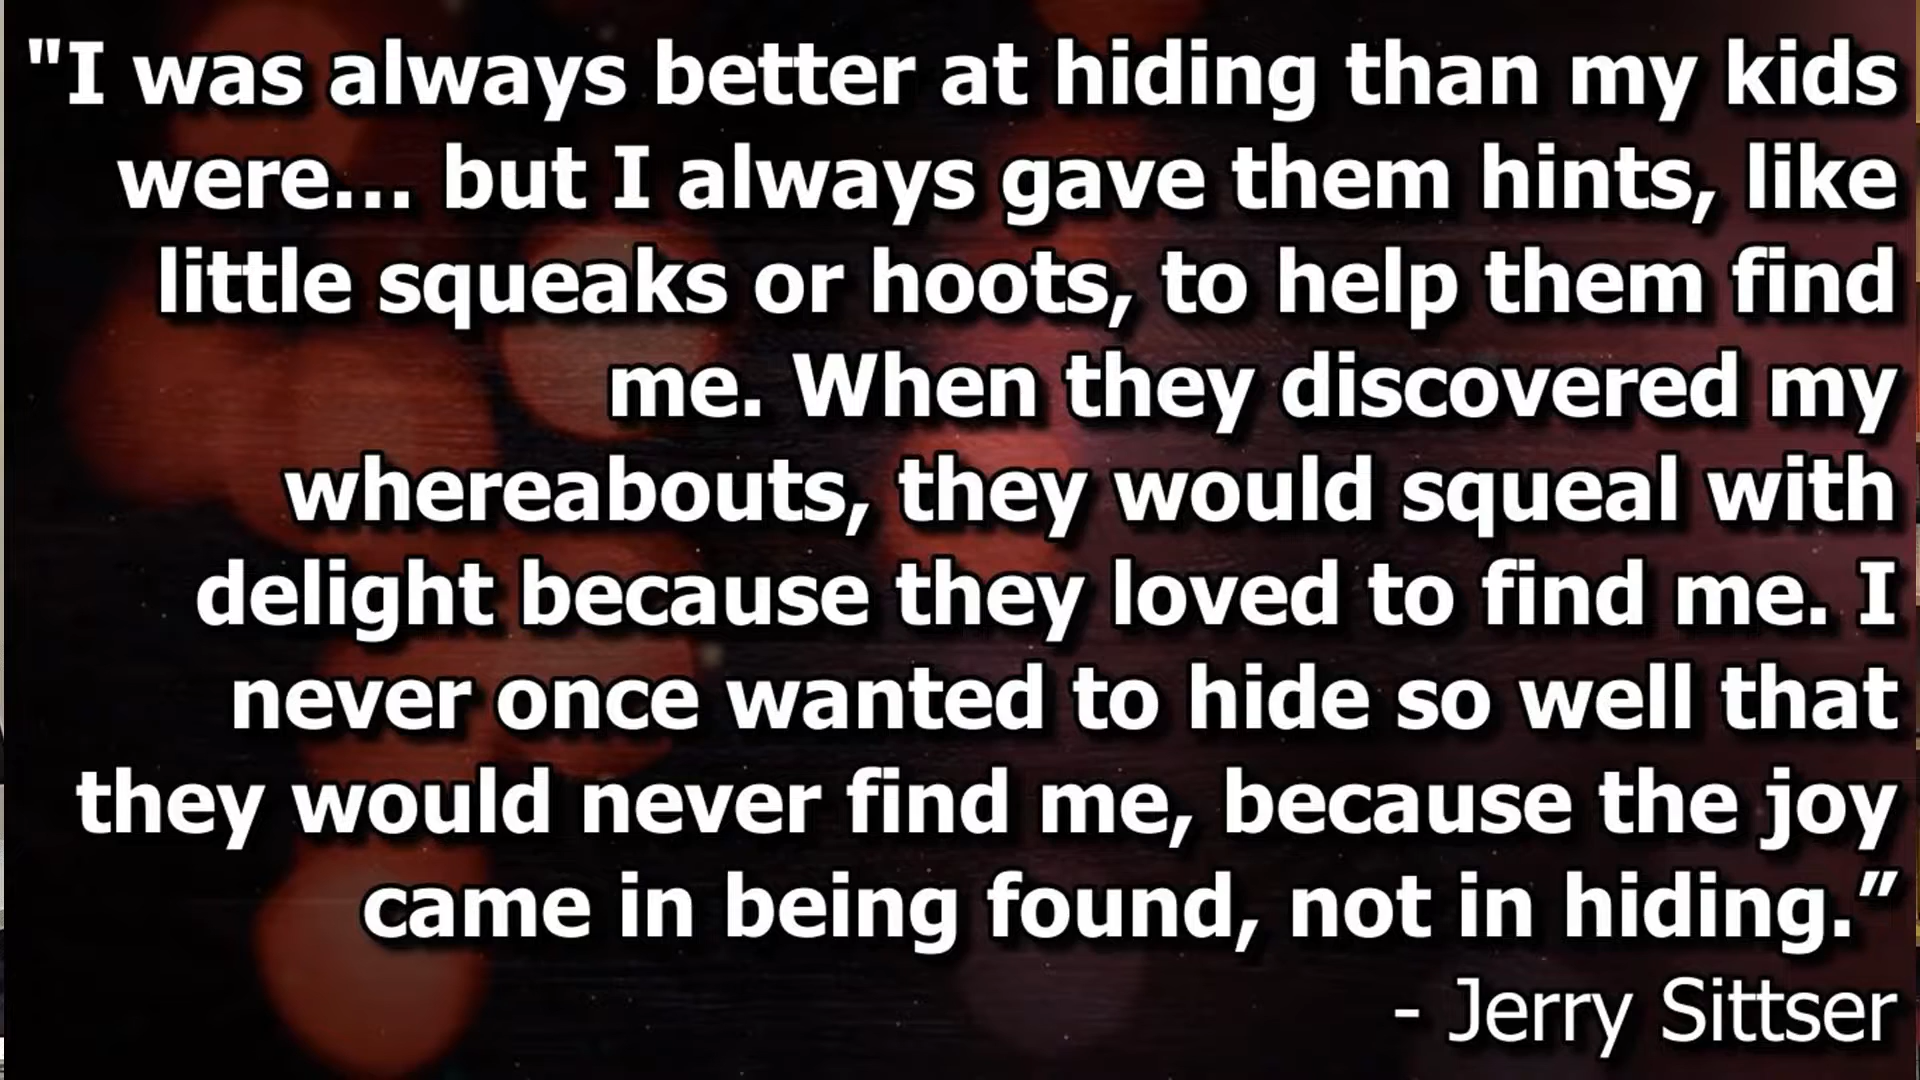 "I was always better at hiding than my kids
were... but I always gave them hints, like
little squeaks or hoots, to help them find
me. When they discovered my
whereabouts, they would squeal with
delight because they loved to find me. I
never once wanted to hide so well that
they would never find me, because the joy
came in being found, not in hiding.”
- Jerry Sittser